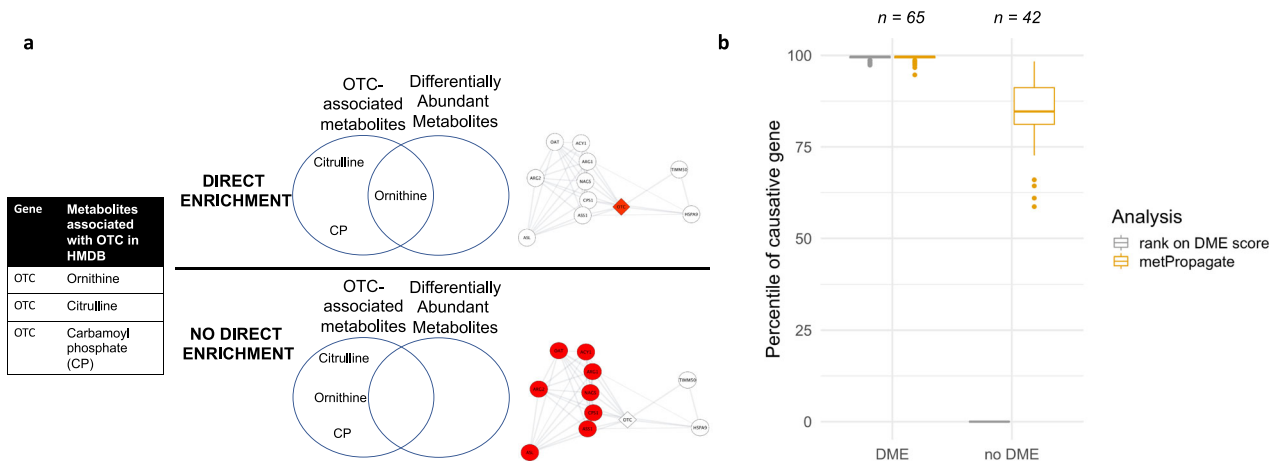 a
Gene
Metabolites
associated
with OTC in
HMDB
OTC
Ornithine
OTC
Citrulline
OTC
Carbamoyl
phosphate
(CP)
DIRECT
ENRICHMENT
OTC-
associated
metabolites
Differentially
Abundant
Metabolites
Citrulline
Ornithine
CP
OAT
ACY1
ARG1
ARG2
NAGS
CPS1
ASS1
OTC
ASL
TIMM50
HSPA9
NO DIRECT
ENRICHMENT
OTC-
associated
metabolites
Differentially
Abundant
Metabolites
Citrulline
Ornithine
CP
OTC
TIMM50
HSPA9
b
n = 65
n = 42
Percentile of causative gene
100
75
50
25
0
DME
no DME
Analysis
rank on DME score
metPropagate